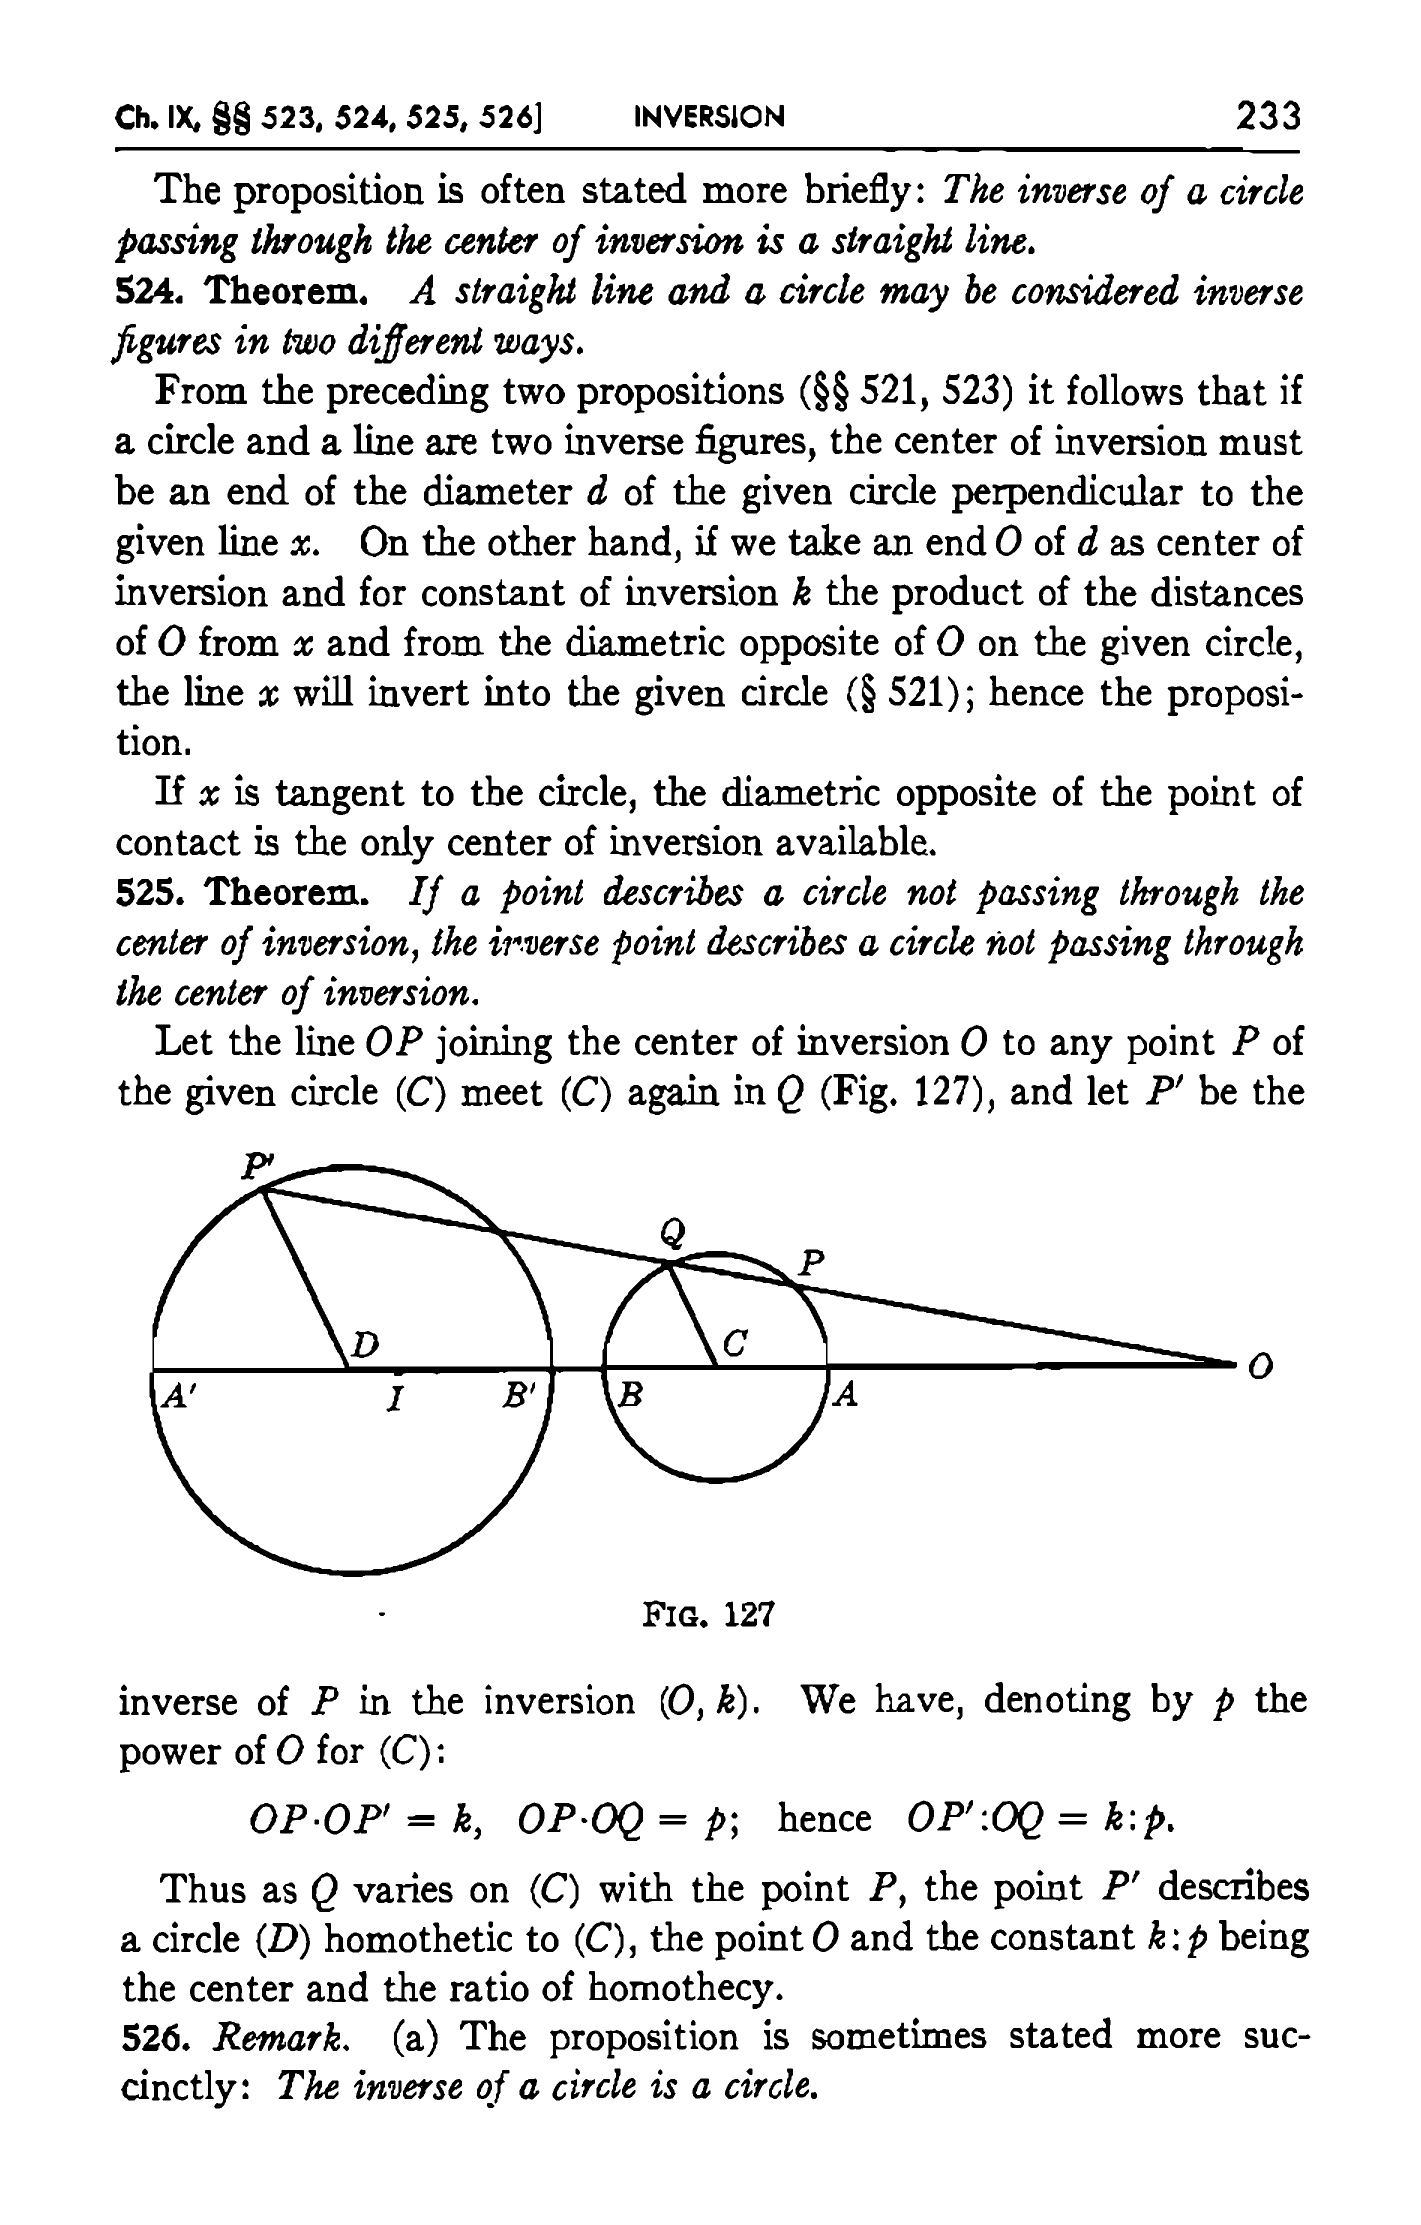 Ch. IX, §§ 523, 524, 525, 526] INVERSION 233
The proposition is often stated more briefly: The inverse of a circle
passing through the center of inversion is a straight line.
524. Theorem. A straight line and a circle may be considered inverse
figures in two different ways.
From the preceding two propositions (§§ 521, 523) it follows that if
a circle and a line are two inverse figures, the center of inversion must
be an end of the diameter d of the given circle perpendicular to the
given line x. On the other hand, if we take an end O of d as center of
inversion and for constant of inversion k the product of the distances
of O from x and from the diametric opposite of O on the given circle,
the line x will invert into the given circle (§ 521); hence the proposi-
tion.
If x is tangent to the circle, the diametric opposite of the point of
contact is the only center of inversion available.
525. Theorem. If a point describes a circle not passing through the
center of inversion, the inverse point describes a circle not passing through
the center of inversion.
Let the line OP joining the center of inversion O to any point P of
the given circle (C) meet (C) again in Q (Fig. 127), and let P' be the
P'
Q
P
D
C
O
A' I B' B A
FIG. 127
inverse of P in the inversion (O, k). We have, denoting by p the
power of O for (C):
OP·OP' = k, OP·OQ = p; hence OP':OQ = k:p.
Thus as Q varies on (C) with the point P, the point P' describes
a circle (D) homothetic to (C), the point O and the constant k:p being
the center and the ratio of homothecy.
526. Remark. (a) The proposition is sometimes stated more suc-
cinctly: The inverse of a circle is a circle.